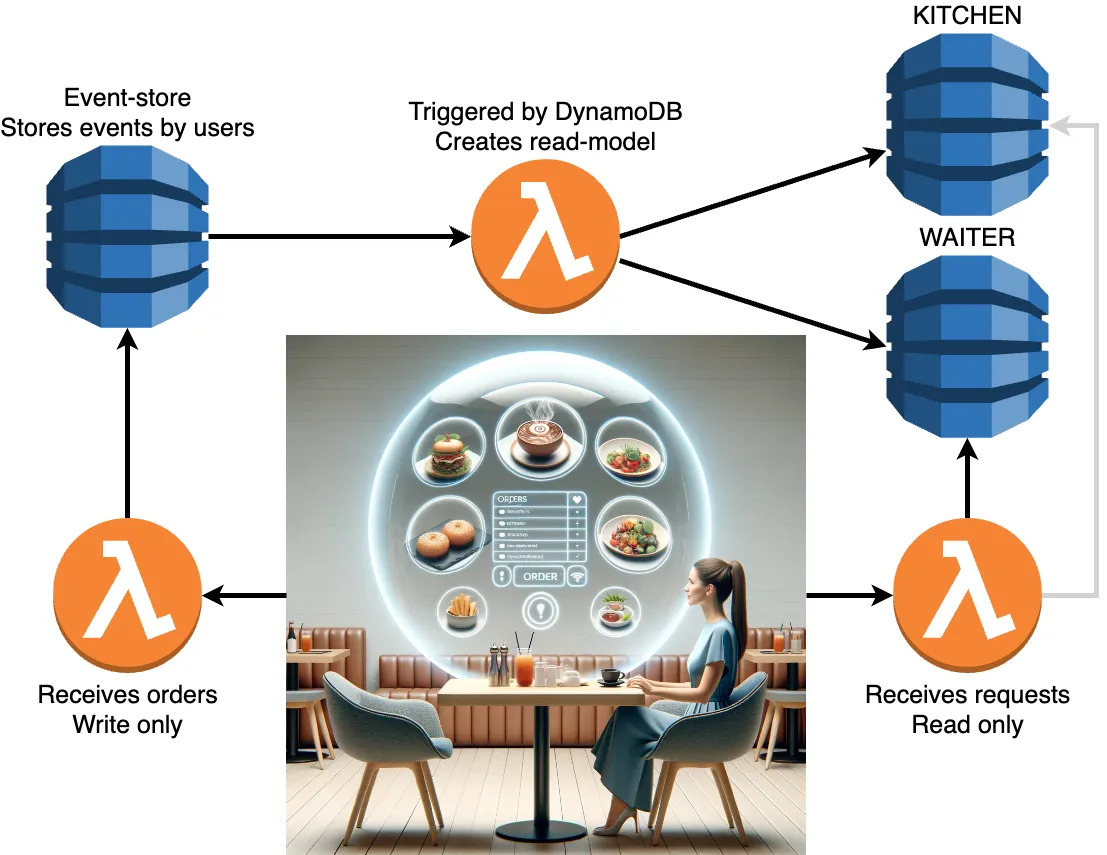 KITCHEN
Event-store
Stores events by users
Triggered by DynamoDB
Creates read-model
WAITER
ORDERS
ORDER
Receives orders
Write only
Receives requests
Read only